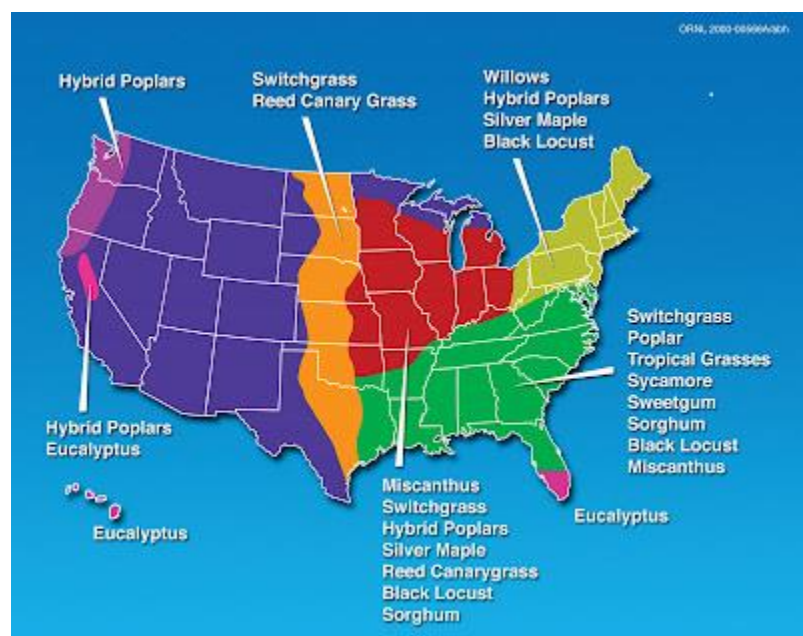 Hybrid Poplars
Switchgrass
Reed Canary Grass
Willows
Hybrid Poplars
Silver Maple
Black Locust
Switchgrass
Poplar
Tropical Grasses
Sycamore
Sweetgum
Sorghum
Black Locust
Miscanthus
Hybrid Poplars
Eucalyptus
Eucalyptus
Miscanthus
Switchgrass
Hybrid Poplars
Silver Maple
Reed Canarygrass
Black Locust
Sorghum
Eucalyptus